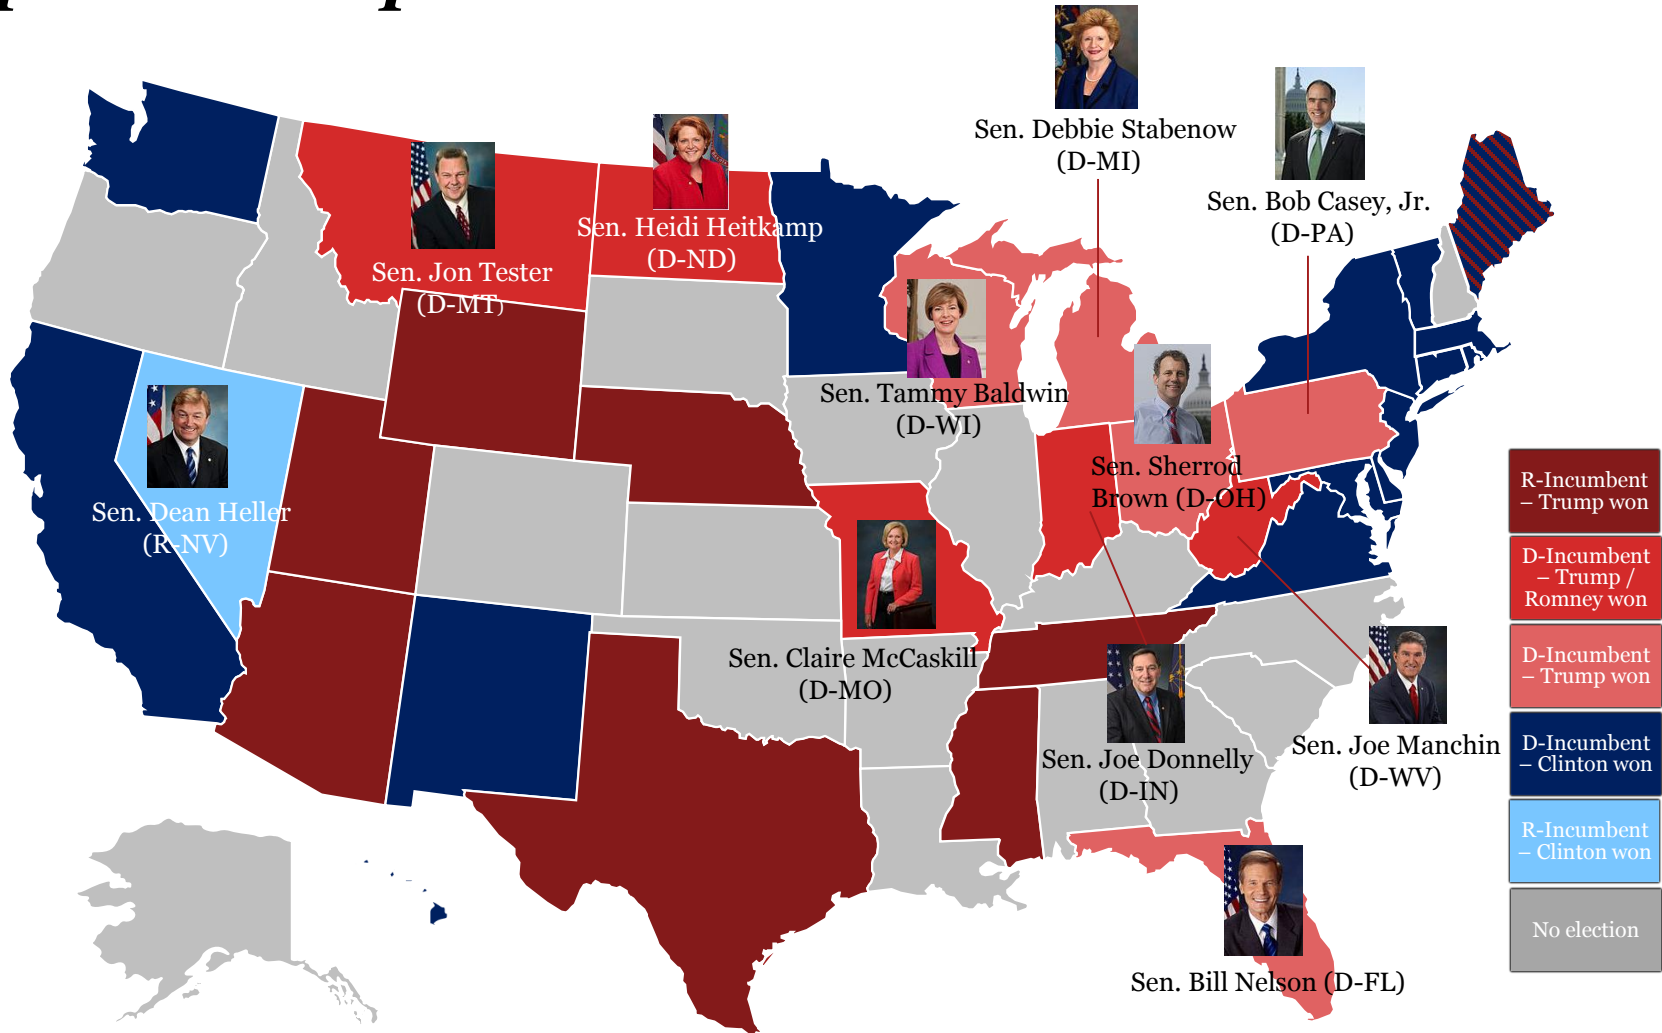 Sen. Debbie Stabenow
(D-MI)
Sen. Bob Casey, Jr.
(D-PA)
Sen. Heidi Heitkamp
(D-ND)
Sen. Jon Tester
(D-MT)
Sen. Tammy Baldwin
(D-WI)
Sen. Sherrod
Brown (D-OH)
Sen. Dean Heller
(R-NV)
Sen. Claire McCaskill
(D-MO)
Sen. Joe Donnelly
(D-IN)
Sen. Joe Manchin
(D-WV)
Sen. Bill Nelson (D-FL)
R-Incumbent
– Trump won
D-Incumbent
– Trump /
Romney won
D-Incumbent
– Trump won
D-Incumbent
– Clinton won
R-Incumbent
– Clinton won
No election